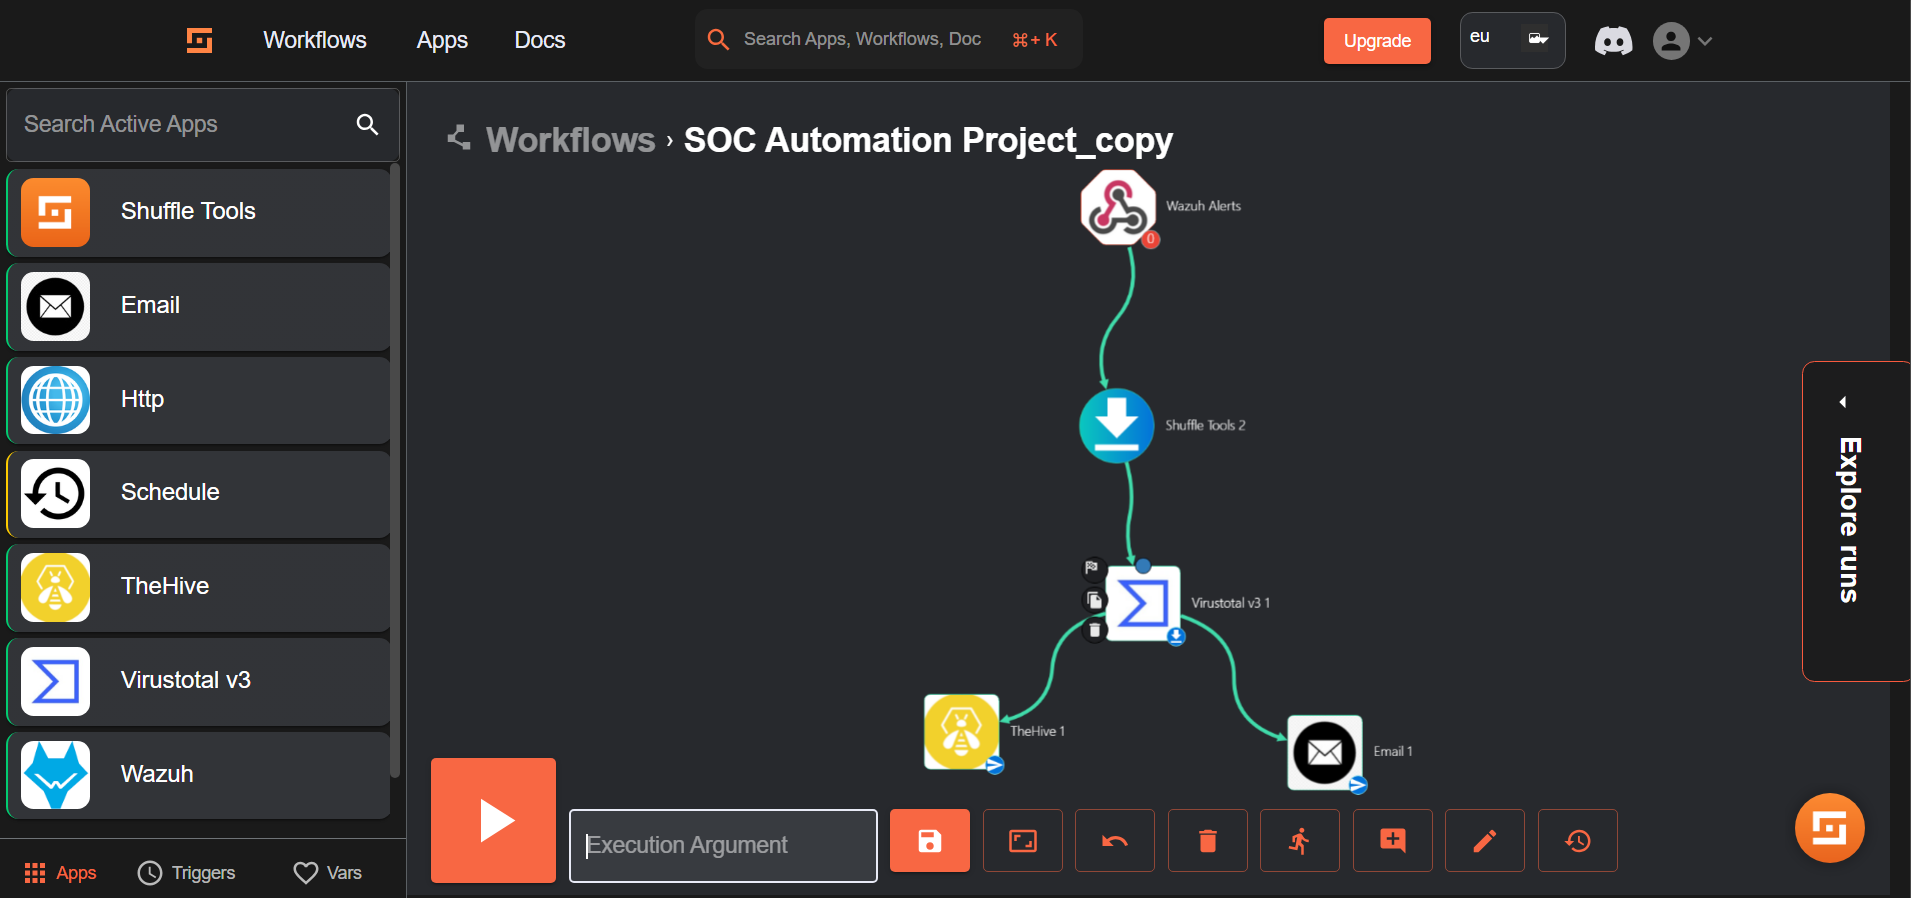 Workflows Apps Docs
Search Apps, Workflows, Doc ⌘+ K
Upgrade
eu
Search Active Apps
Shuffle Tools
Email
Http
Schedule
TheHive
Virustotal v3
Wazuh
Apps Triggers Vars
Workflows › SOC Automation Project_copy
Wazuh Alerts
0
Shuffle Tools 2
Virustotal v3 1
TheHive 1
Email 1
Execution Argument
Explore runs